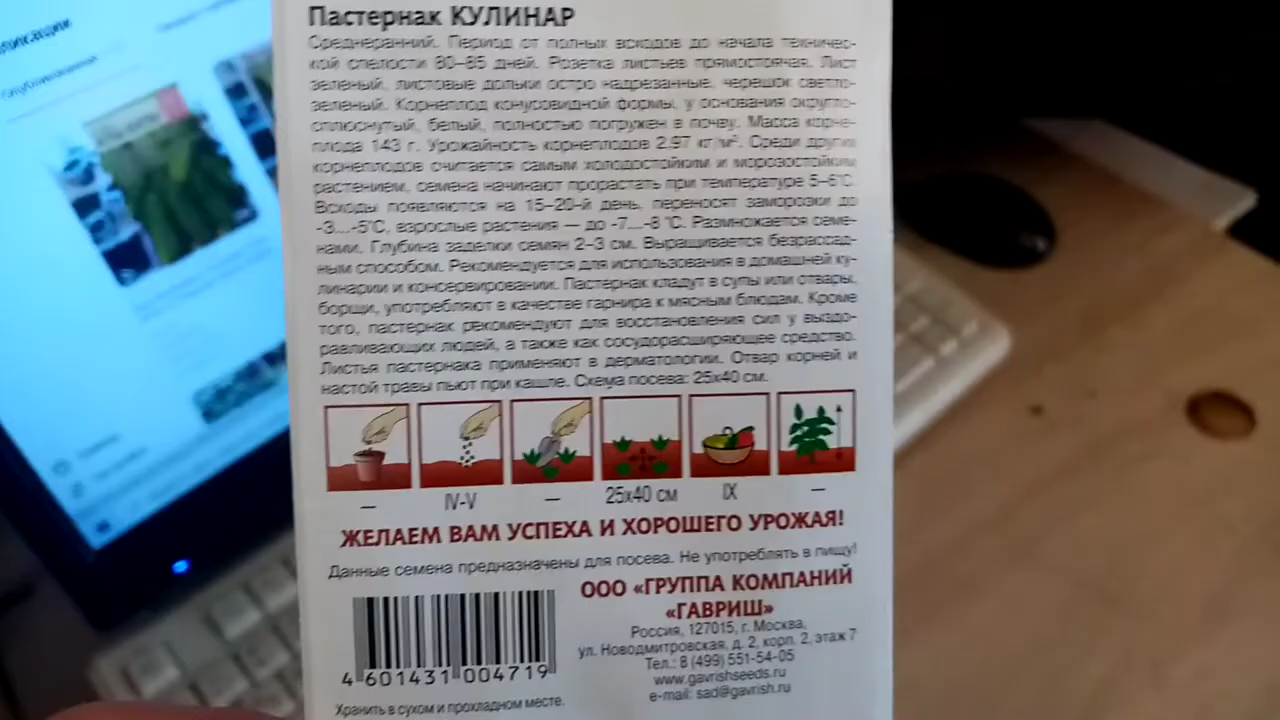 Пастернак КУЛИНАР
Среднеранний. Период от полных всходов до начала техничес-
кой спелости 80–85 дней. Розетка листьев прямостоячая. Лист
зеленый, листовые дольки остро надрезанные, черешок светло-
зеленый. Корнеплод конусовидной формы, у основания округло-
сплюснутый, белый, полностью погружен в почву. Масса корне-
плода 143 г. Урожайность корнеплодов 2.97 кг/м². Среди других
корнеплодов считается самым холодостойким и морозостойким
растением, семена начинают прорастать при температуре 5–6°С.
Всходы появляются на 15–20-й день, переносят заморозки до
-3...-5°С, взрослые растения — до -7...-8 °С. Размножается семе-
нами. Глубина заделки семян 2–3 см. Выращивается безрассад-
ным способом. Рекомендуется для использования в домашней ку-
линарии и консервировании. Пастернак кладут в супы или отвары,
борщи, употребляют в качестве гарнира к мясным блюдам. Кроме
того, пастернак рекомендуют для восстановления сил у выздо-
равливающих людей, а также как сосудорасширяющее средство.
Листья пастернака применяют в дерматологии. Отвар корней и
настой травы пьют при кашле. Схема посева: 25х40 см.
— IV-V — 25х40 см IX —
ЖЕЛАЕМ ВАМ УСПЕХА И ХОРОШЕГО УРОЖАЯ!
Данные семена предназначены для посева. Не употреблять в пищу!
ООО «ГРУППА КОМПАНИЙ
«ГАВРИШ»
Россия, 127015, г. Москва,
ул. Новодмитровская, д. 2, корп. 2, этаж 7
Тел.: 8 (499) 551-54-05
www.gavrishseeds.ru
e-mail: sad@gavrish.ru
4 601431 004719
Хранить в сухом и прохладном месте.